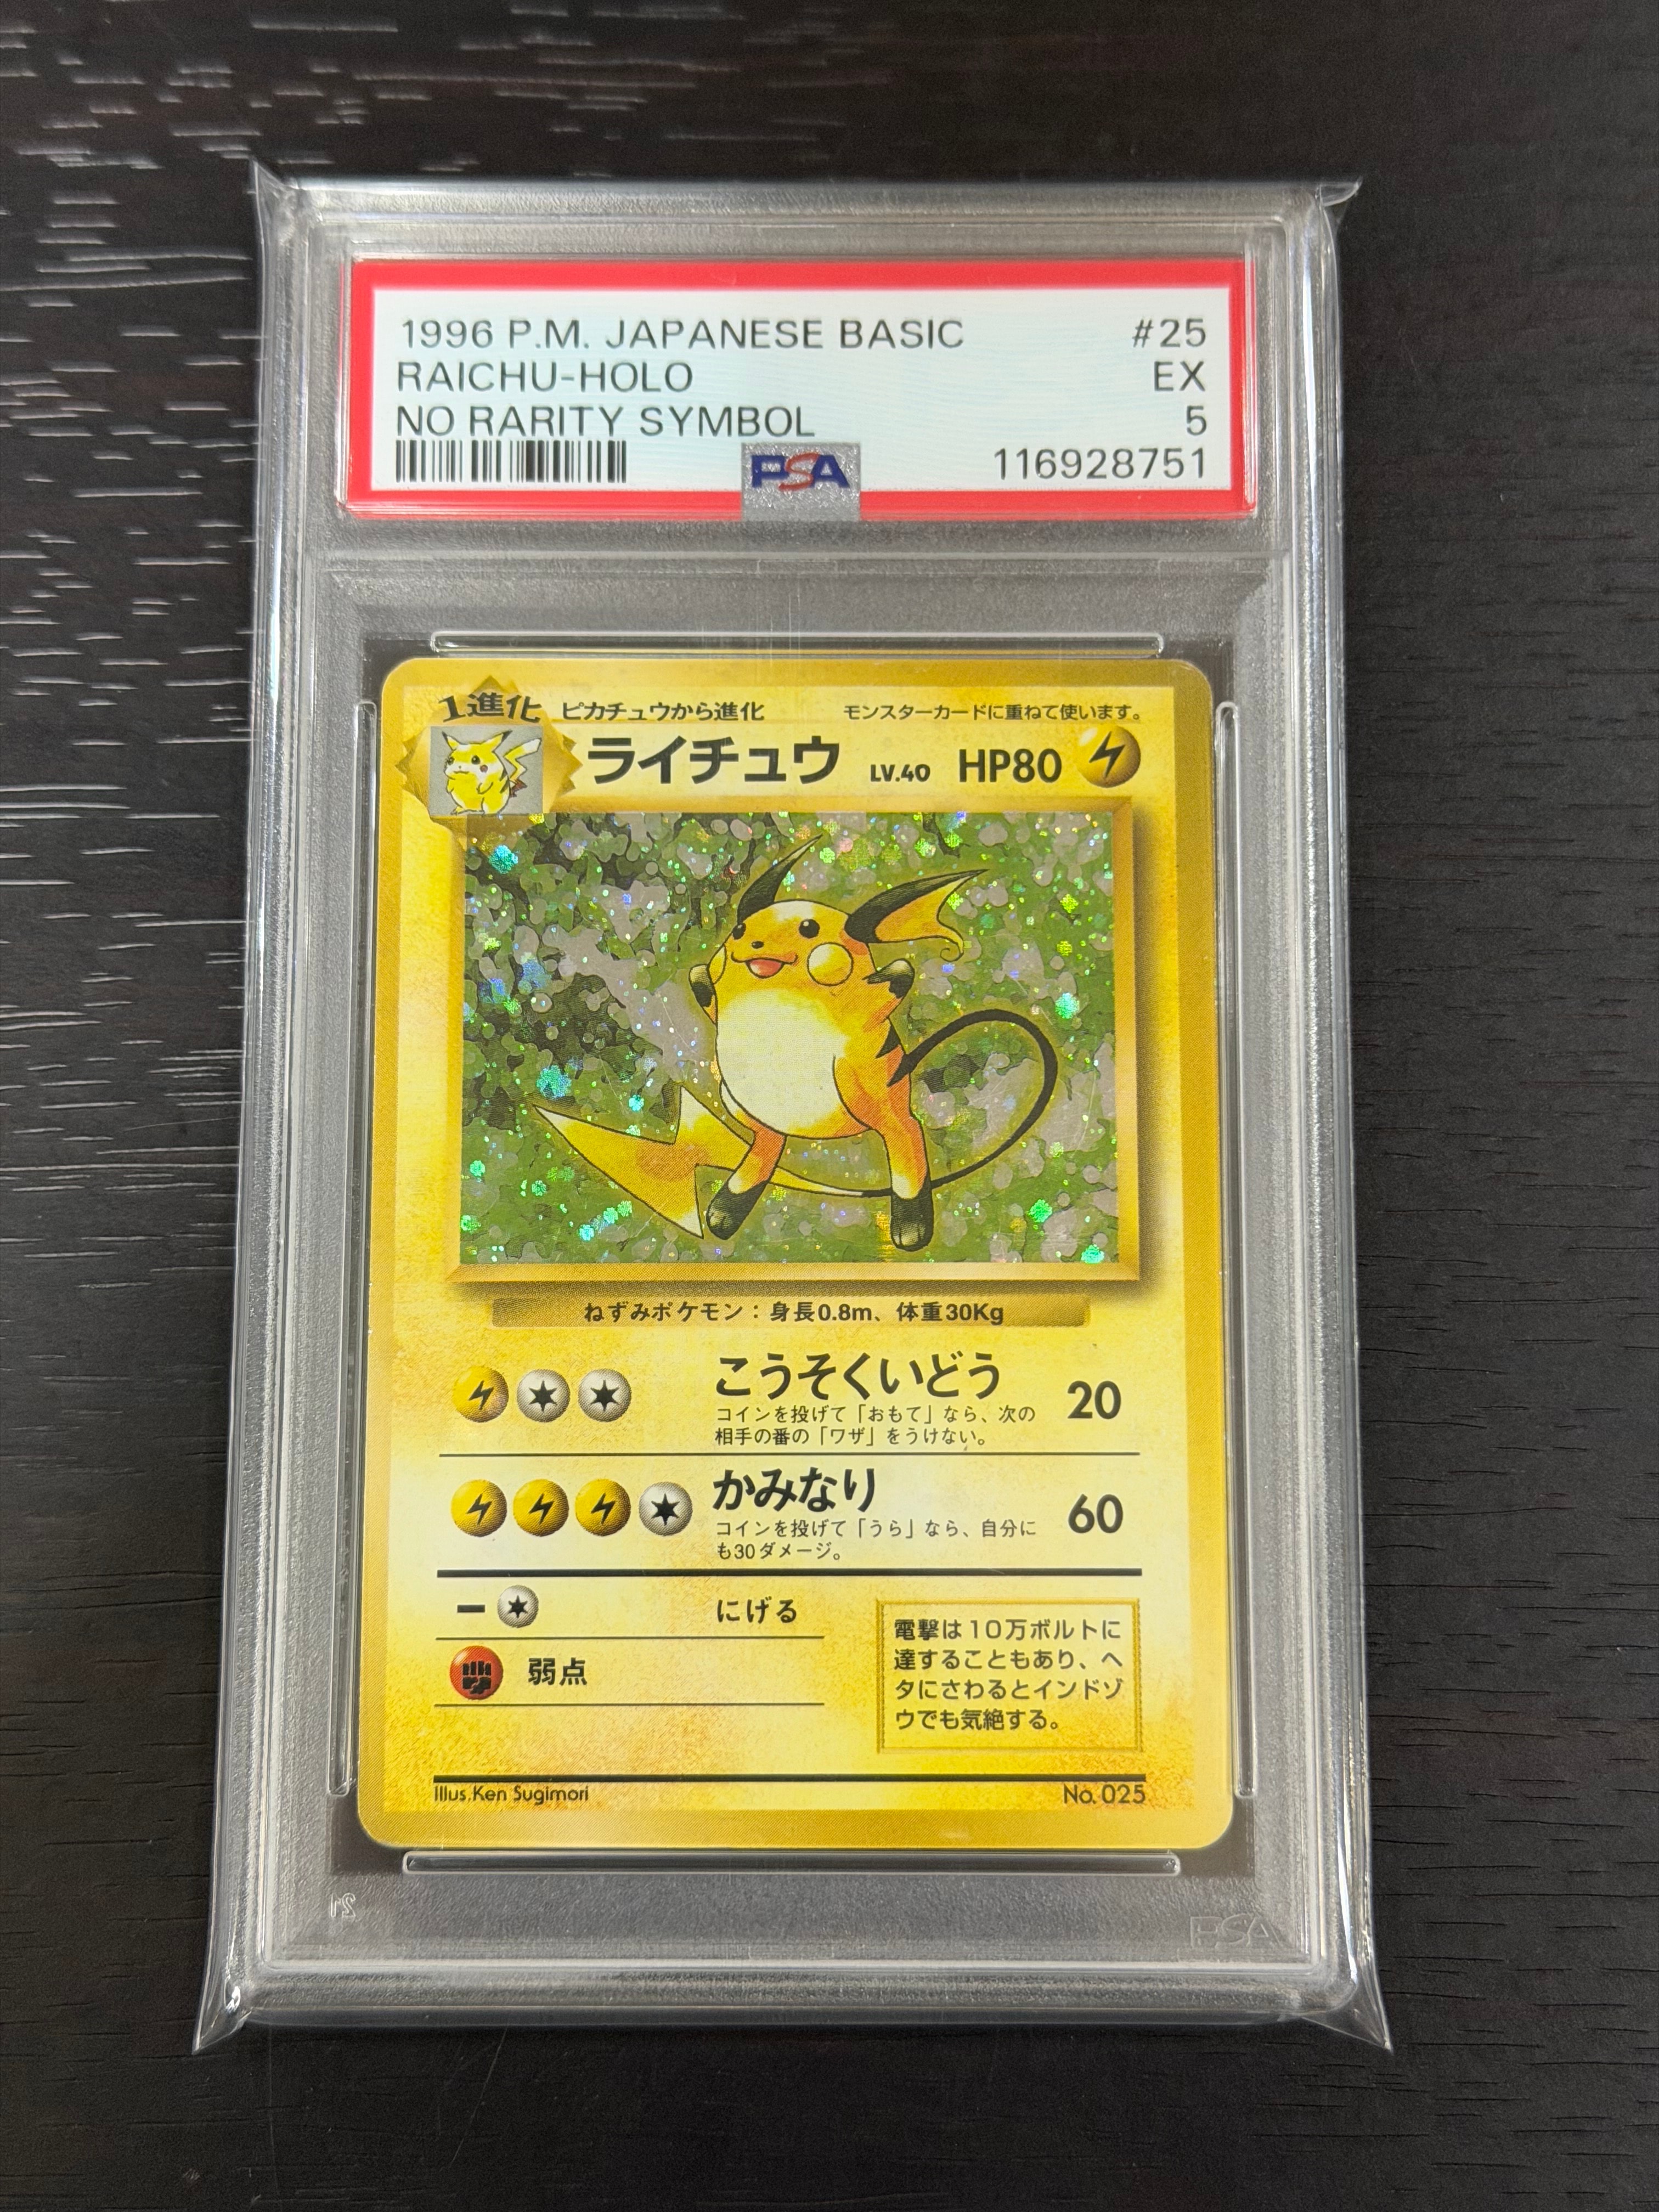 1996 P.M. JAPANESE BASIC #25
RAICHU-HOLO EX
NO RARITY SYMBOL 5
PSA 116928751
1進化 ピカチュウから進化 モンスターカードに重ねて使います。
ライチュウ LV.40 HP80
ねずみポケモン：身長0.8m、体重30Kg
こうそくいどう 20
コインを投げて「おもて」なら、次の
相手の番の「ワザ」をうけない。
かみなり 60
コインを投げて「うら」なら、自分に
も30ダメージ。
にげる
弱点
電撃は10万ボルトに
達することもあり、ヘ
タにさわるとインドゾ
ウでも気絶する。
Illus.Ken Sugimori No.025
PSA